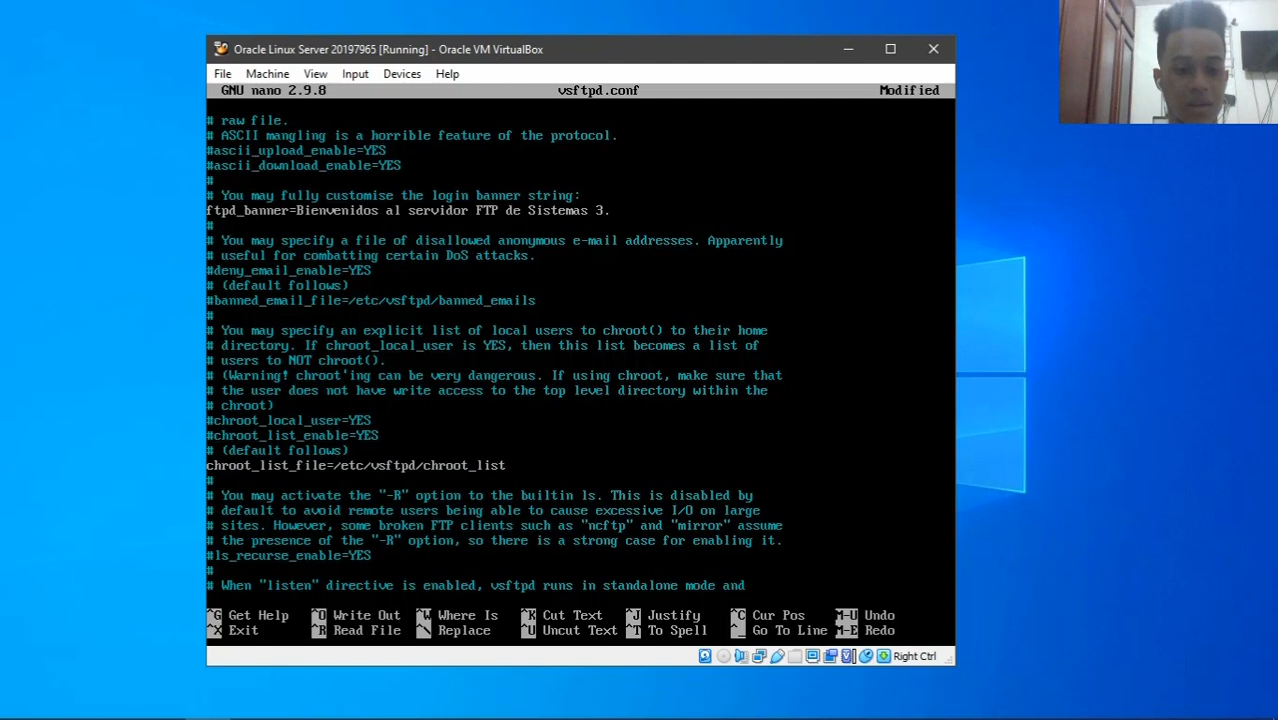 Oracle Linux Server 20197965 [Running] - Oracle VM VirtualBox
File Machine View Input Devices Help
GNU nano 2.9.8 vsftpd.conf Modified
# raw file.
# ASCII mangling is a horrible feature of the protocol.
#ascii_upload_enable=YES
#ascii_download_enable=YES
#
# You may fully customise the login banner string:
ftpd_banner=Bienvenidos al servidor FTP de Sistemas 3.
#
# You may specify a file of disallowed anonymous e-mail addresses. Apparently
# useful for combatting certain DoS attacks.
#deny_email_enable=YES
# (default follows)
#banned_email_file=/etc/vsftpd/banned_emails
#
# You may specify an explicit list of local users to chroot() to their home
# directory. If chroot_local_user is YES, then this list becomes a list of
# users to NOT chroot().
# (Warning! chroot'ing can be very dangerous. If using chroot, make sure that
# the user does not have write access to the top level directory within the
# chroot)
#chroot_local_user=YES
#chroot_list_enable=YES
# (default follows)
chroot_list_file=/etc/vsftpd/chroot_list
#
# You may activate the "-R" option to the builtin ls. This is disabled by
# default to avoid remote users being able to cause excessive I/O on large
# sites. However, some broken FTP clients such as "ncftp" and "mirror" assume
# the presence of the "-R" option, so there is a strong case for enabling it.
#ls_recurse_enable=YES
#
# When "listen" directive is enabled, vsftpd runs in standalone mode and
^G Get Help ^O Write Out ^W Where Is ^K Cut Text ^J Justify ^C Cur Pos M-U Undo
^X Exit ^R Read File ^\ Replace ^U Uncut Text ^T To Spell ^_ Go To Line M-E Redo
Right Ctrl